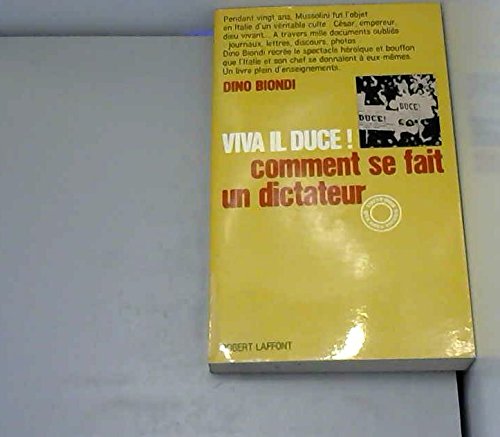 Pendant vingt ans, Mussolini fut l'objet
en Italie d'un véritable culte : César, empereur,
dieu vivant... A travers mille documents oubliés
: journaux, lettres, discours, photos
Dino Biondi recrée le spectacle héroïque et bouffon
que l'Italie et son chef se donnaient à eux-mêmes.
Un livre plein d'enseignements.
DINO BIONDI
DUCE!
DUCE!
VIVA IL DUCE !
comment se fait
un dictateur
ROBERT LAFFONT